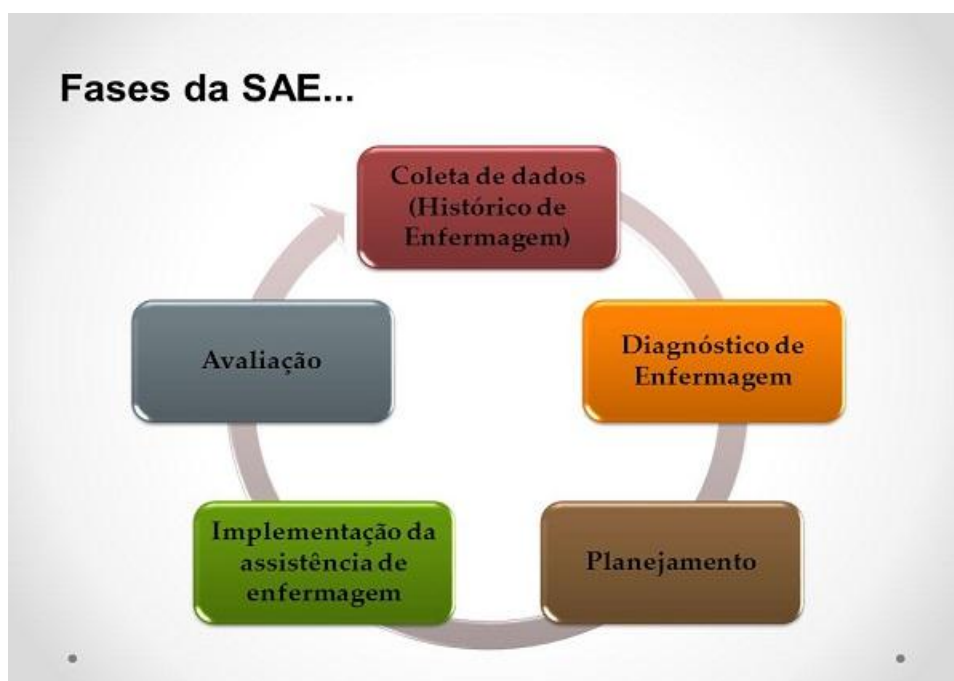 Fases da SAE...
Coleta de dados
(Histórico de
Enfermagem)
Diagnóstico de
Enfermagem
Planejamento
Implementação da
assistência de
enfermagem
Avaliação